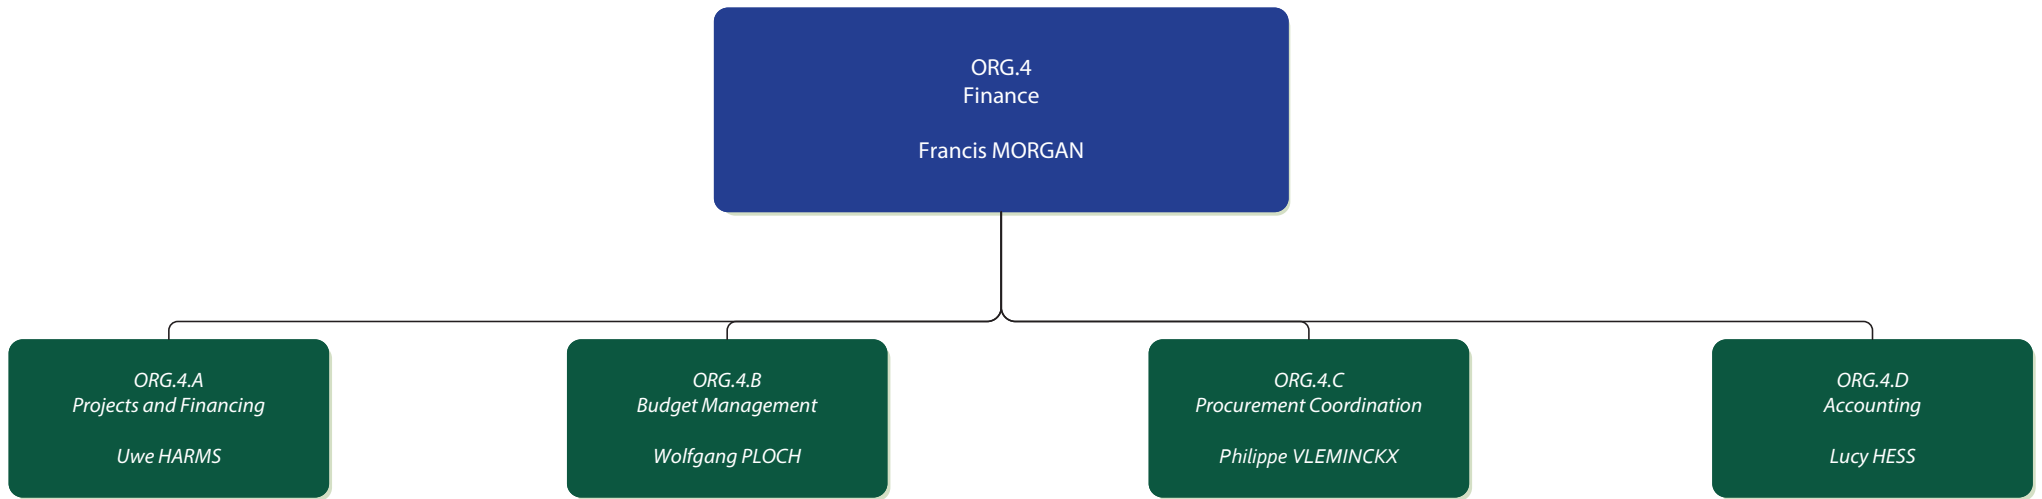 ORG.4
Finance
Francis MORGAN
ORG.4.A
Projects and Financing
Uwe HARMS
ORG.4.B
Budget Management
Wolfgang PLOCH
ORG.4.C
Procurement Coordination
Philippe VLEMINCKX
ORG.4.D
Accounting
Lucy HESS